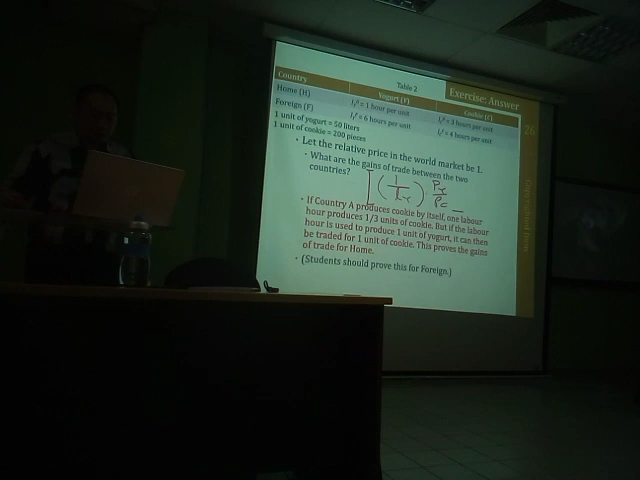 Table 2
Exercise: Answer
26
Country Yogurt (Y) Cookie (C)
Home (H) = 1 hour per unit = 3 hours per unit
Foreign (F) = 6 hours per unit = 4 hours per unit
1 unit of yogurt = 50 liters
1 unit of cookie = 200 pieces
• Let the relative price in the world market be 1.
• What are the gains of trade between the two
countries?
• If Country A produces cookie by itself, one labour
hour produces 1/3 units of cookie. But if the labour
hour is used to produce 1 unit of yogurt, it can then
be traded for 1 unit of cookie. This proves the gains
of trade for Home.
• (Students should prove this for Foreign.)